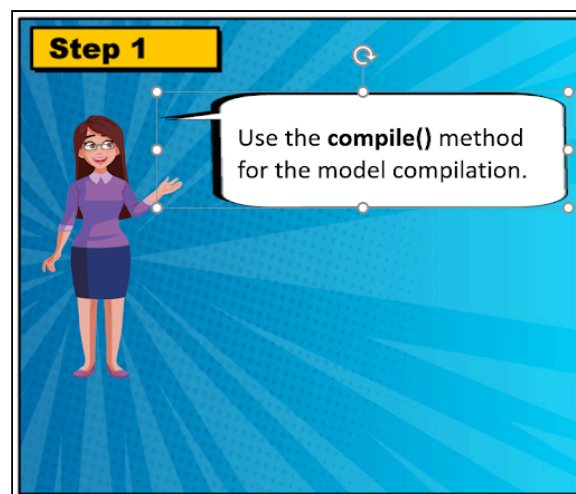 Step 1
Use the compile() method
for the model compilation.